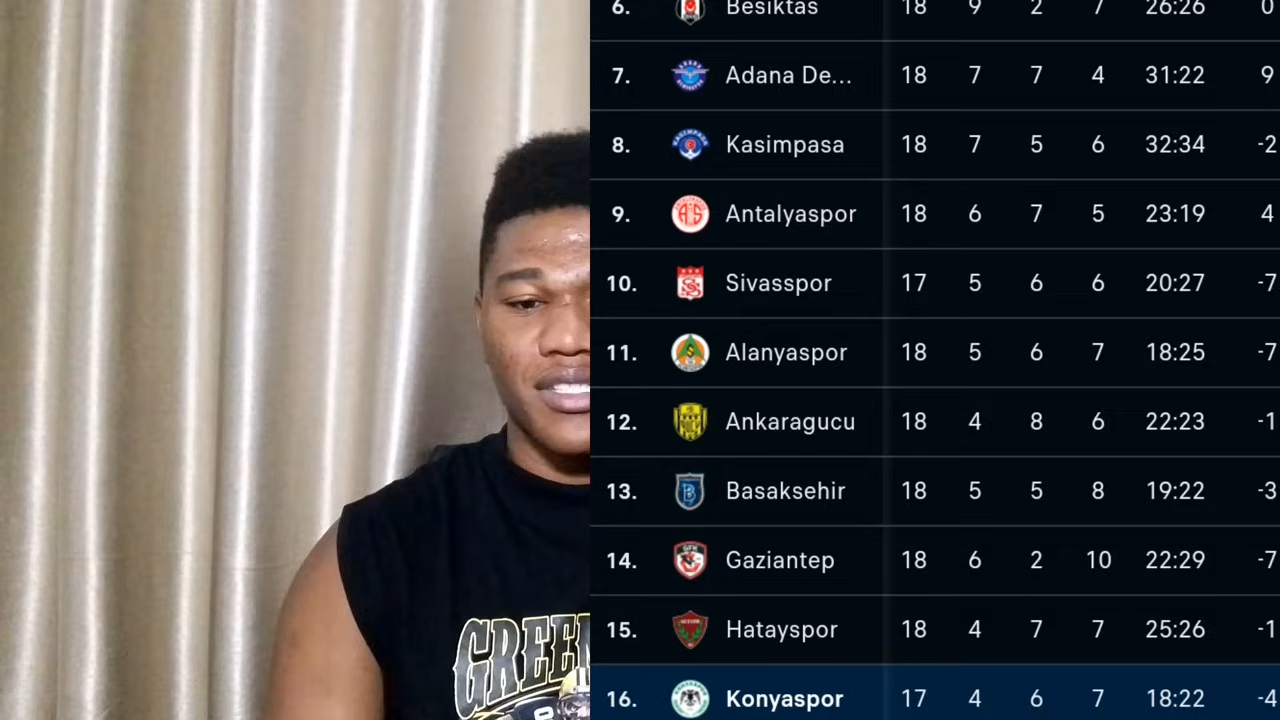 6. Besiktas 18 9 2 7 26:26 0
7. Adana De... 18 7 7 4 31:22 9
8. Kasimpasa 18 7 5 6 32:34 -2
9. Antalyaspor 18 6 7 5 23:19 4
10. Sivasspor 17 5 6 6 20:27 -7
11. Alanyaspor 18 5 6 7 18:25 -7
12. Ankaragucu 18 4 8 6 22:23 -1
13. Basaksehir 18 5 5 8 19:22 -3
14. Gaziantep 18 6 2 10 22:29 -7
15. Hatayspor 18 4 7 7 25:26 -1
16. Konyaspor 17 4 6 7 18:22 -4
GREEN